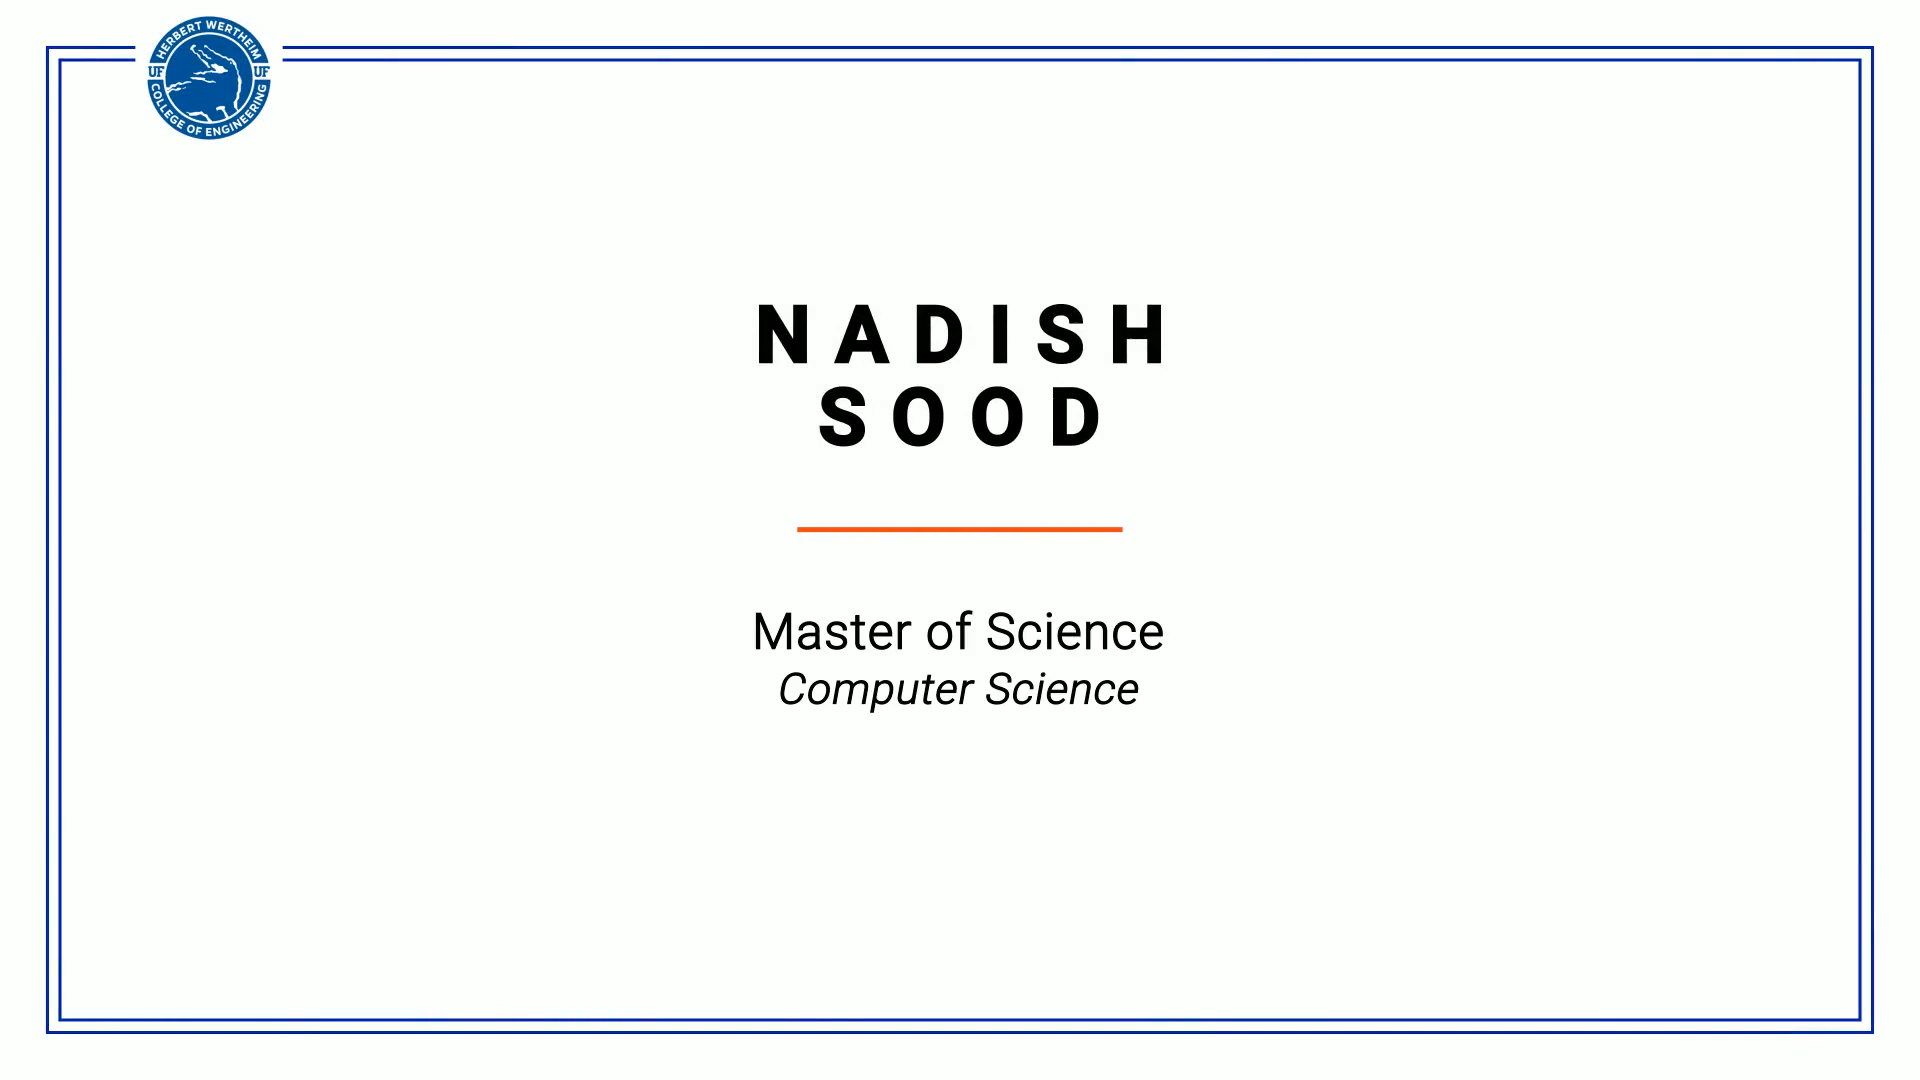 HERBERT WERTHEIM
UF UF
COLLEGE OF ENGINEERING
NADISH
SOOD
Master of Science
Computer Science